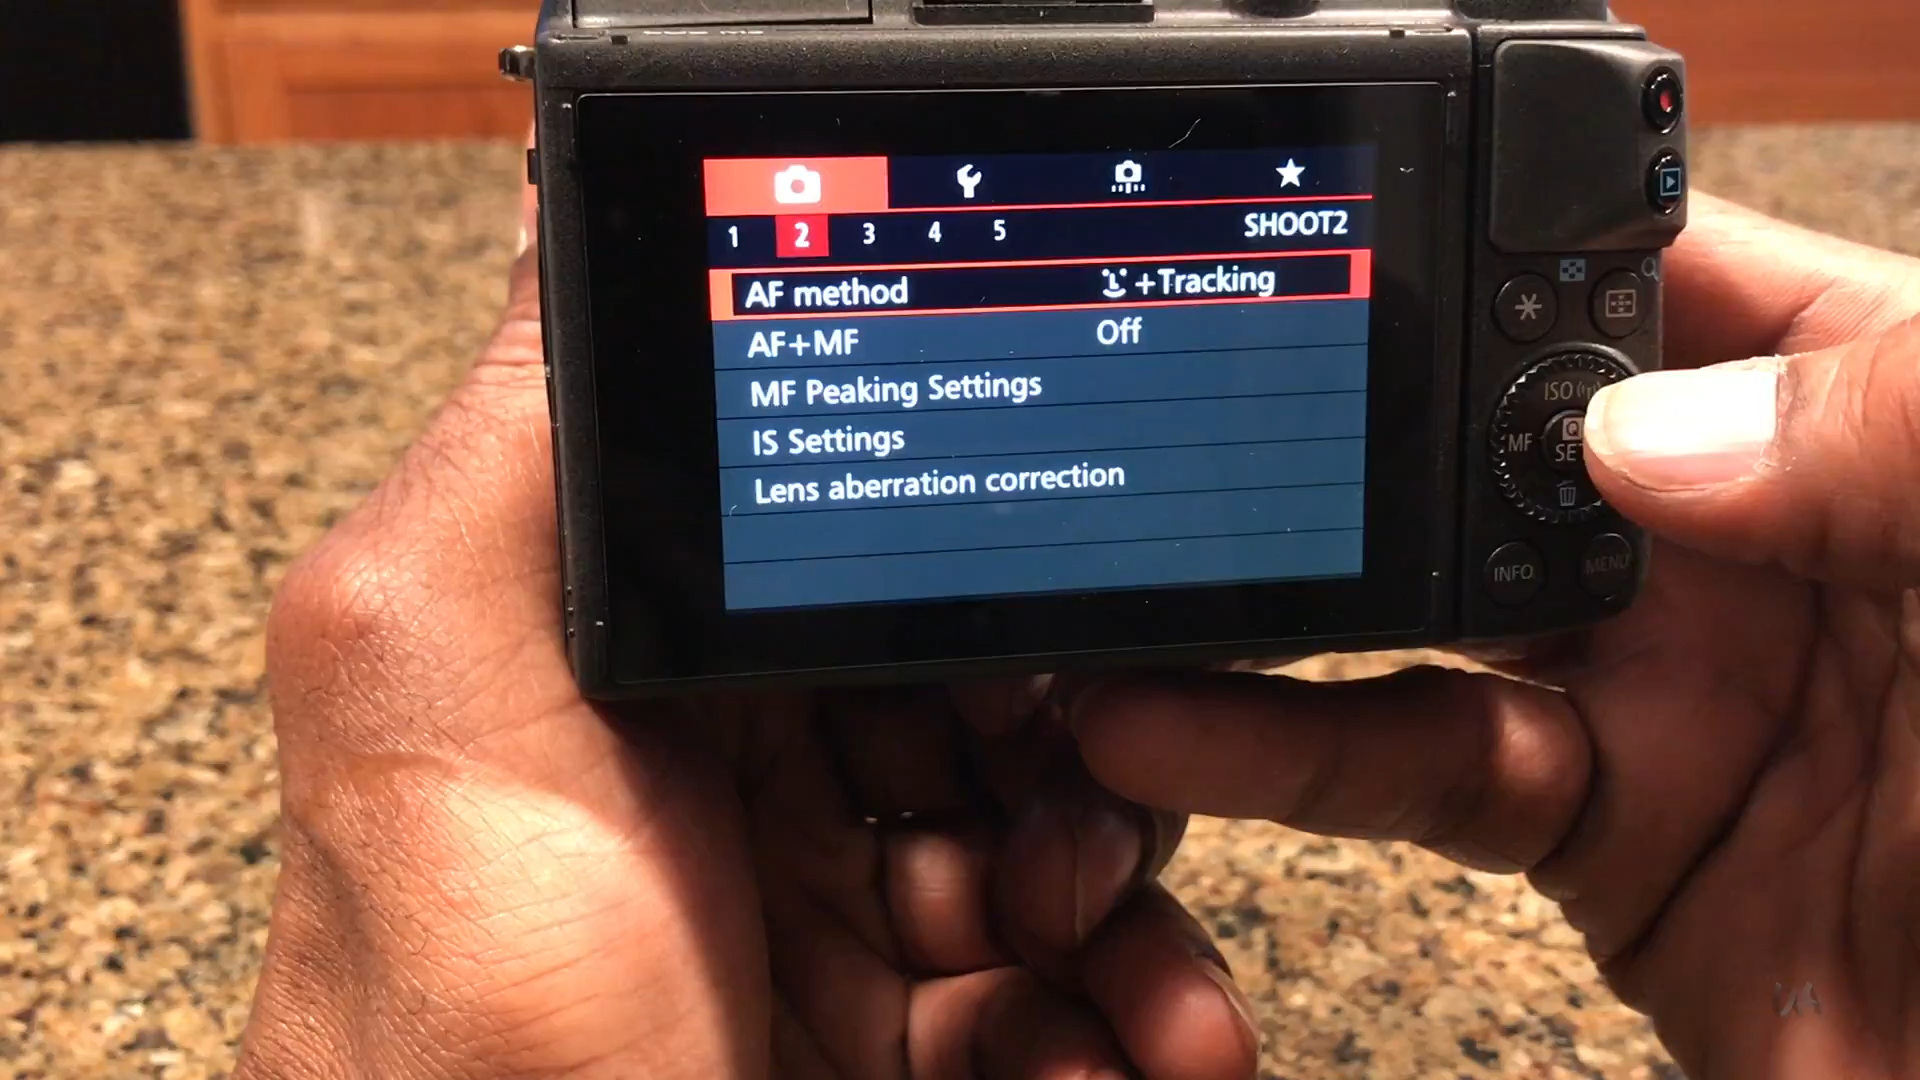 1 2 3 4 5 SHOOT2
AF method +Tracking
AF+MF Off
MF Peaking Settings
IS Settings
Lens aberration correction
ISO
MF
Q
INFO MENU